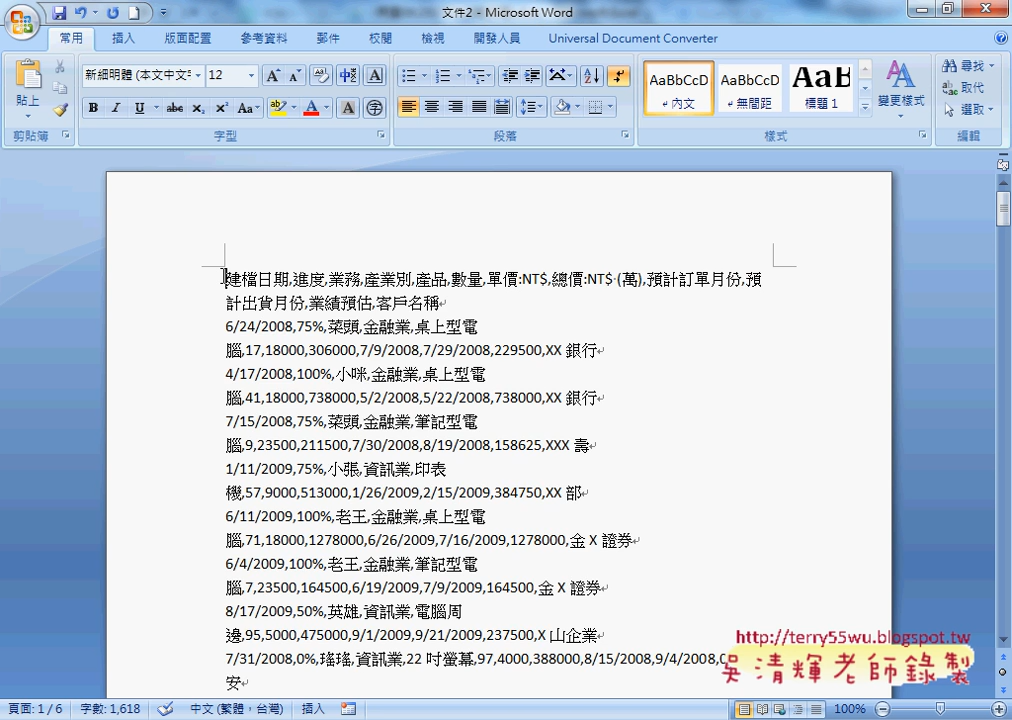 文件2 - Microsoft Word
常用 插入 版面配置 參考資料 郵件 校閱 檢視 開發人員 Universal Document Converter
貼上
新細明體 (本文中文 12
剪貼簿 字型 段落 樣式 編輯
AaBbCcD AaBbCcD AaB
內文 無間距 標題 1
變更樣式
尋找
取代
選取
建檔日期,進度,業務,產業別,產品,數量,單價:NT$,總價:NT$ (萬),預計訂單月份,預
計出貨月份,業績預估,客戶名稱
6/24/2008,75%,菜頭,金融業,桌上型電
腦,17,18000,306000,7/9/2008,7/29/2008,229500,XX 銀行
4/17/2008,100%,小咪,金融業,桌上型電
腦,41,18000,738000,5/2/2008,5/22/2008,738000,XX 銀行
7/15/2008,75%,菜頭,金融業,筆記型電
腦,9,23500,211500,7/30/2008,8/19/2008,158625,XXX 壽
1/11/2009,75%,小張,資訊業,印表
機,57,9000,513000,1/26/2009,2/15/2009,384750,XX 部
6/11/2009,100%,老王,金融業,桌上型電
腦,71,18000,1278000,6/26/2009,7/16/2009,1278000,金 X 證券
6/4/2009,100%,老王,金融業,筆記型電
腦,7,23500,164500,6/19/2009,7/9/2009,164500,金 X 證券
8/17/2009,50%,英雄,資訊業,電腦周
邊,95,5000,475000,9/1/2009,9/21/2009,237500,X 山企業
7/31/2008,0%,瑤瑤,資訊業,22 吋螢幕,97,4000,388000,8/15/2008,9/4/2008,
安
http://terry55wu.blogspot.tw
吳清輝老師錄製
頁面: 1 / 6 字數: 1,618 中文 (繁體，台灣) 插入 100%